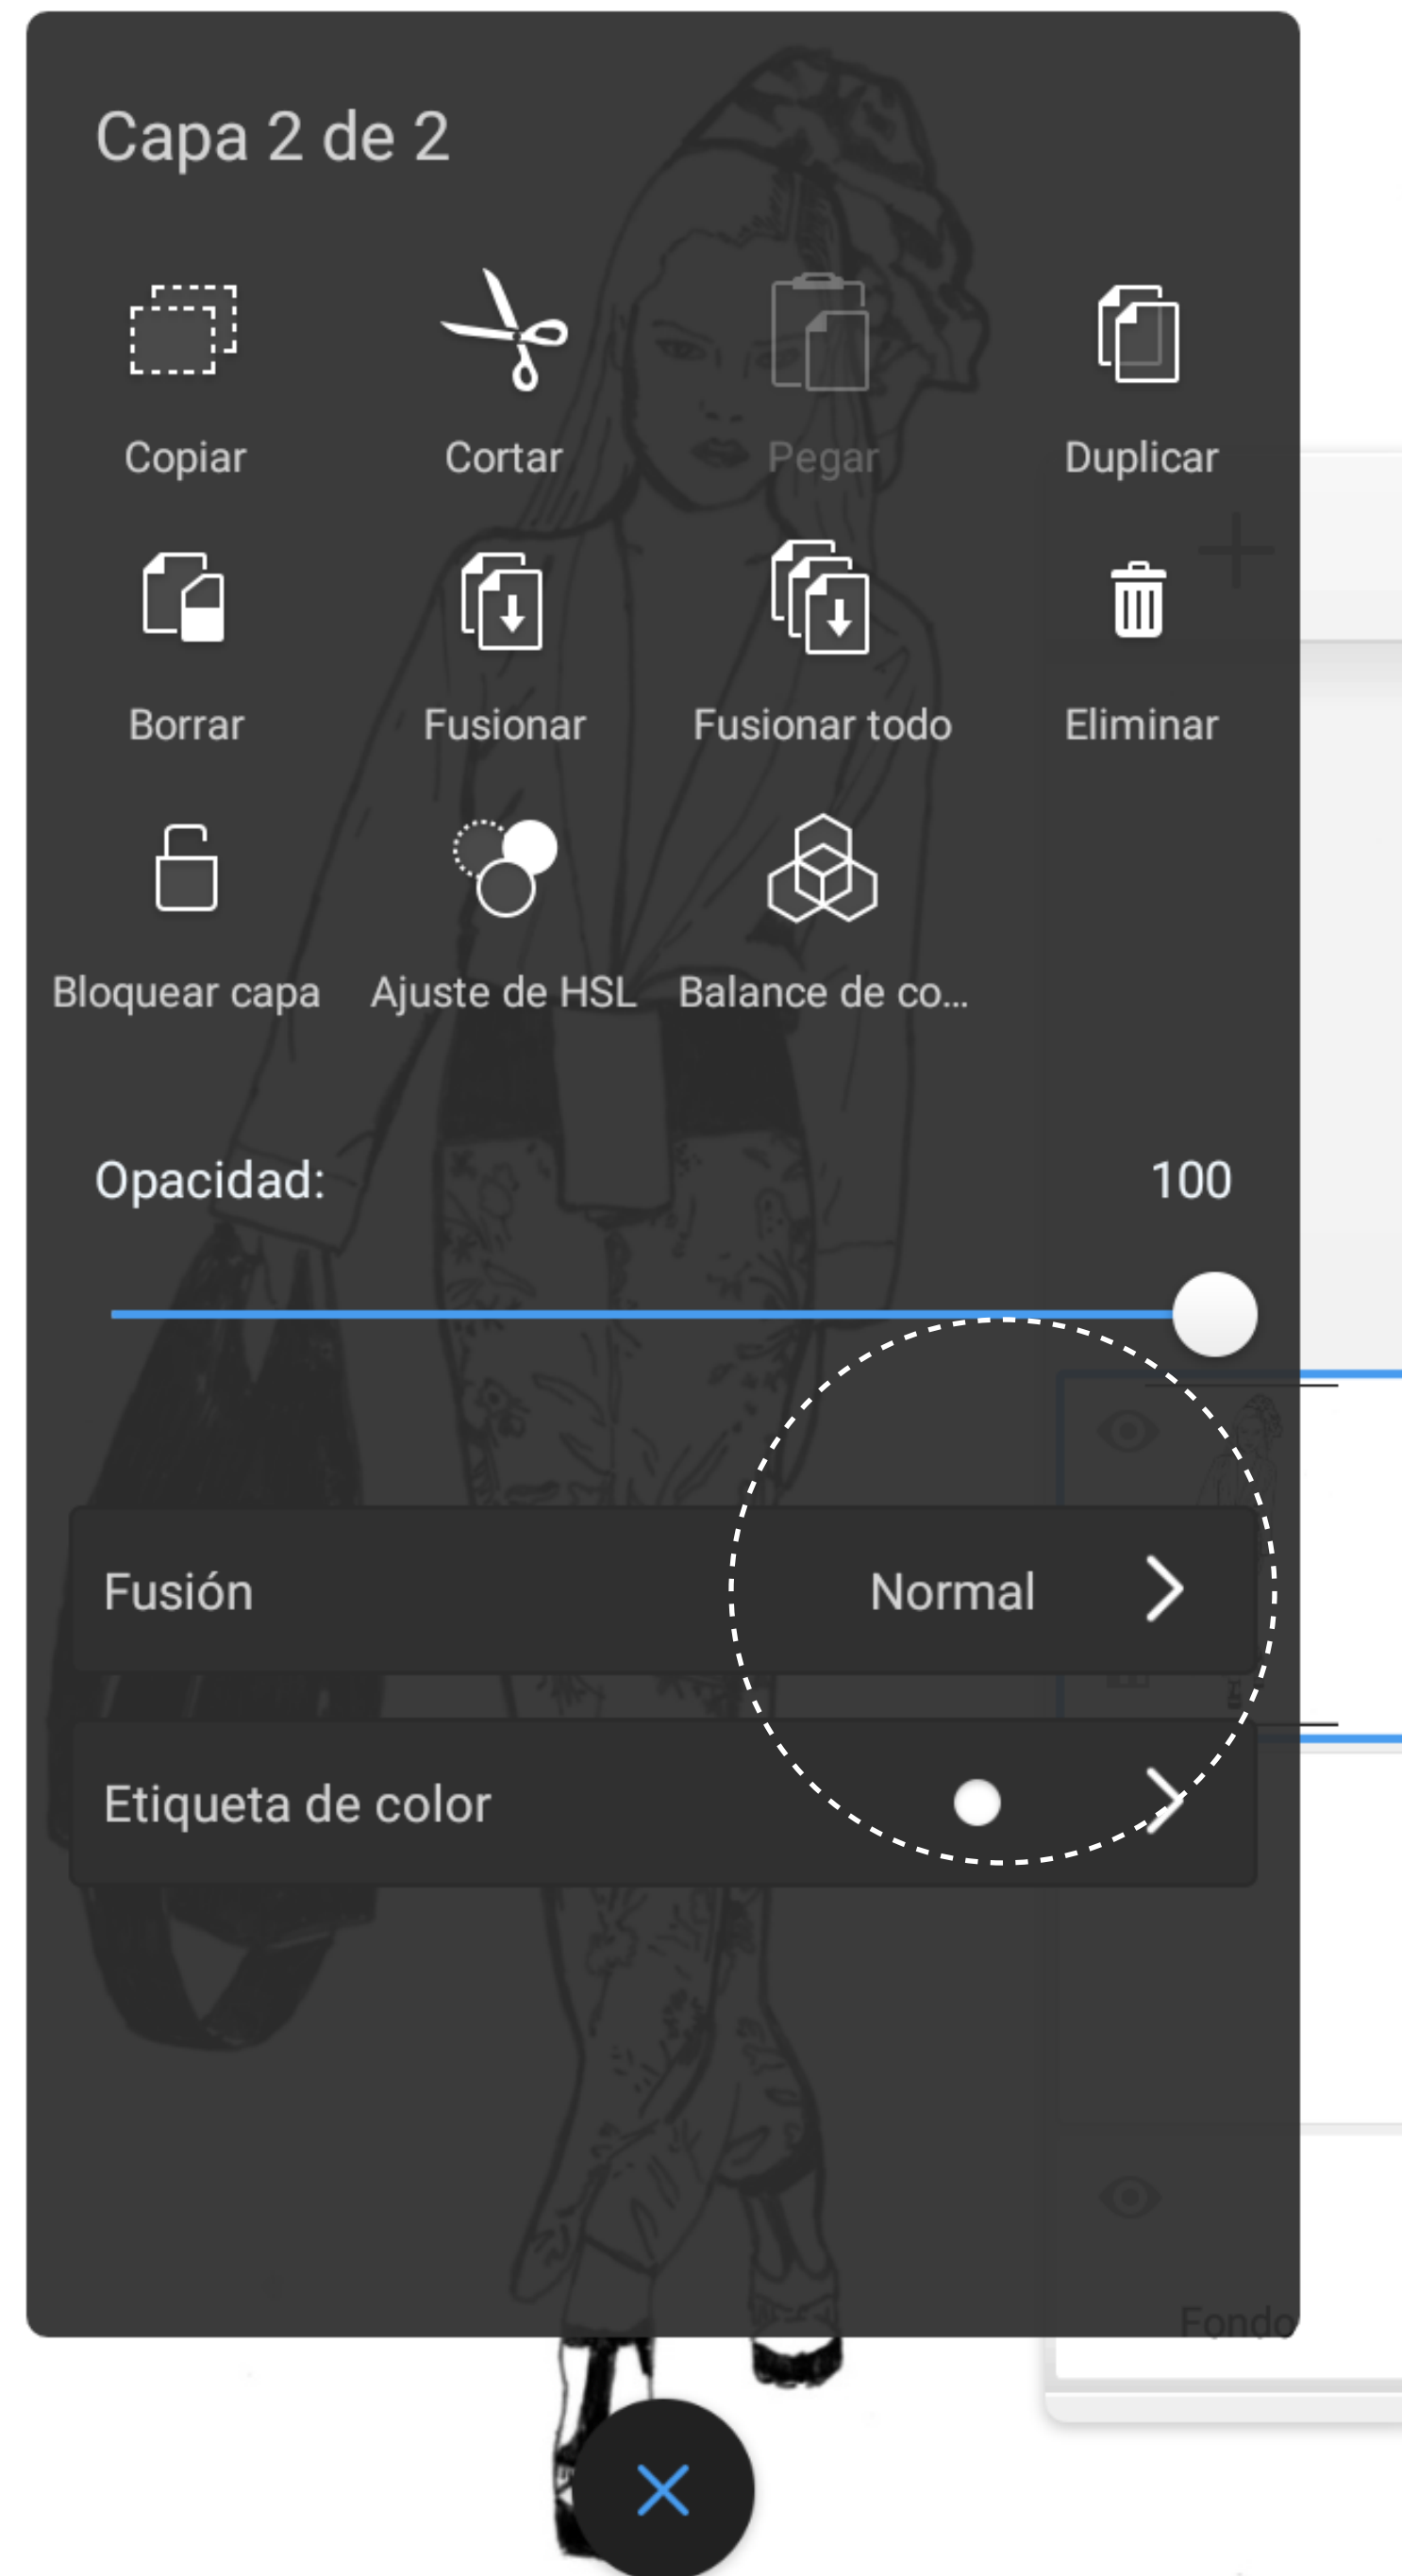 Capa 2 de 2
Copiar Cortar Pegar Duplicar
Borrar Fusionar Fusionar todo Eliminar
Bloquear capa Ajuste de HSL Balance de co...
Opacidad: 100
Fusión Normal
Etiqueta de color
Fondo